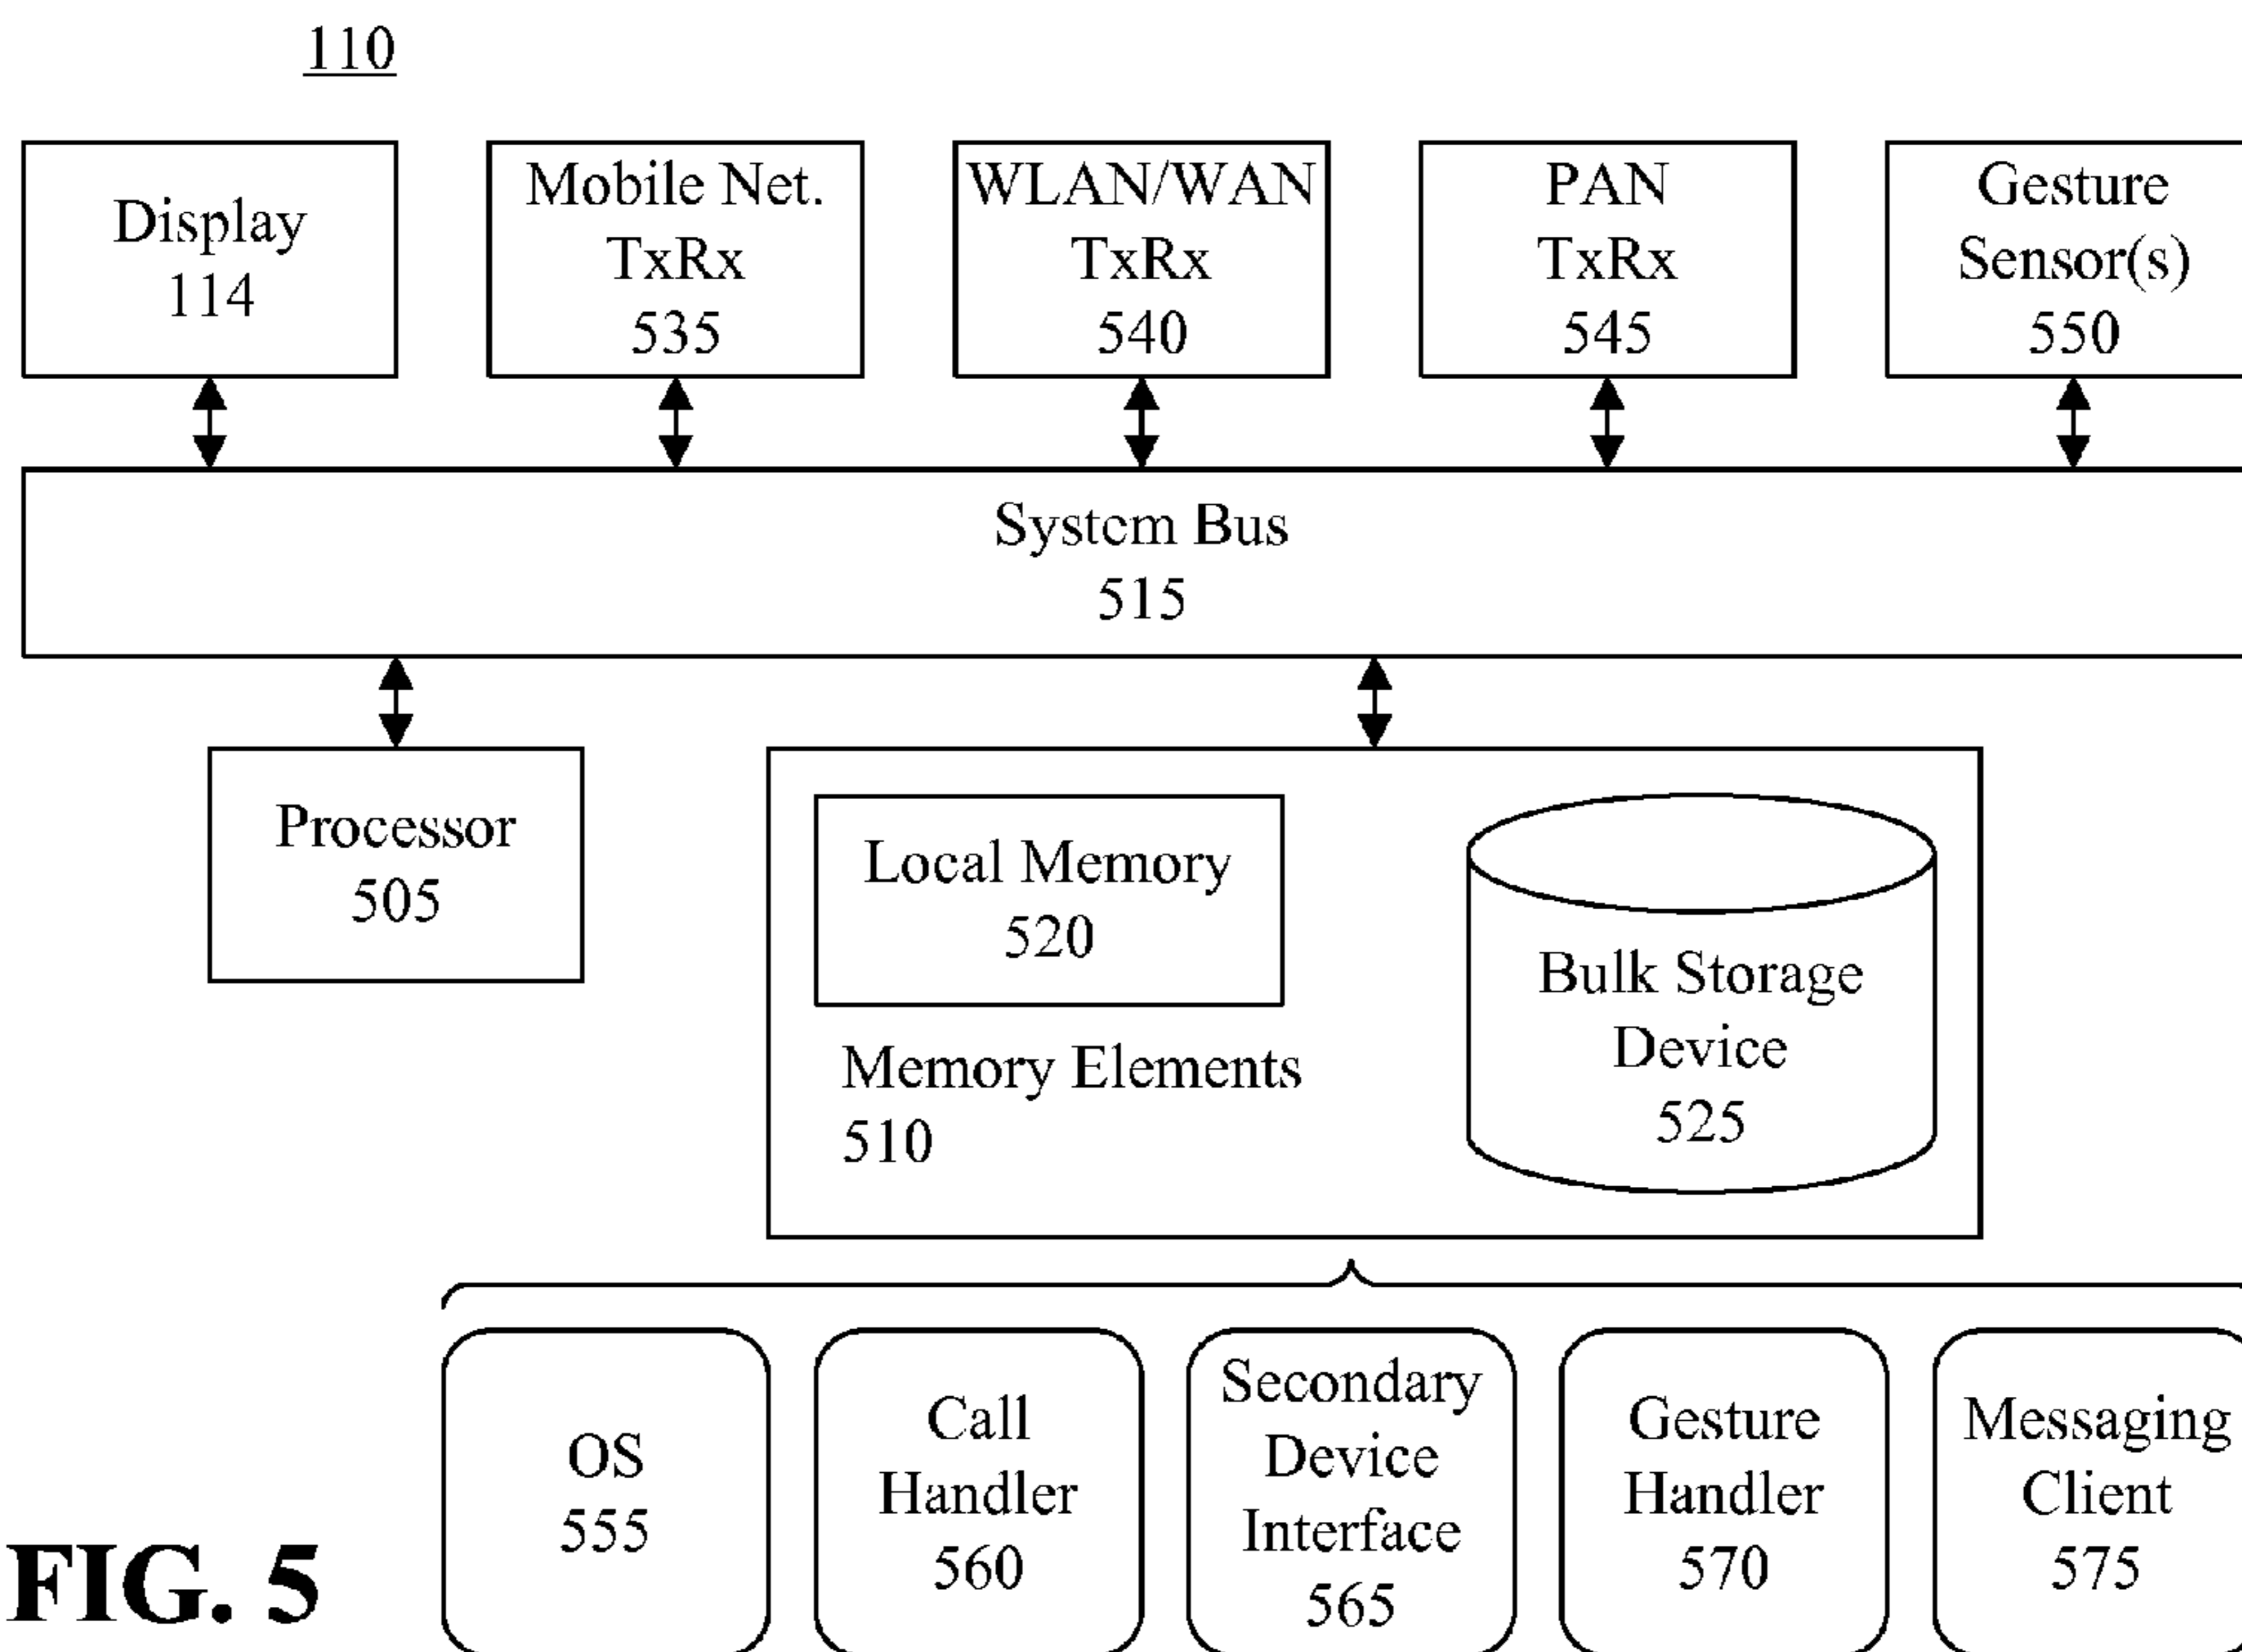 110
Display
114
Mobile Net.
TxRx
535
WLAN/WAN
TxRx
540
PAN
TxRx
545
Gesture
Sensor(s)
550
System Bus
515
Processor
505
Local Memory
520
Memory Elements
510
Bulk Storage
Device
525
OS
555
Call
Handler
560
Secondary
Device
Interface
565
Gesture
Handler
570
Messaging
Client
575
FIG. 5